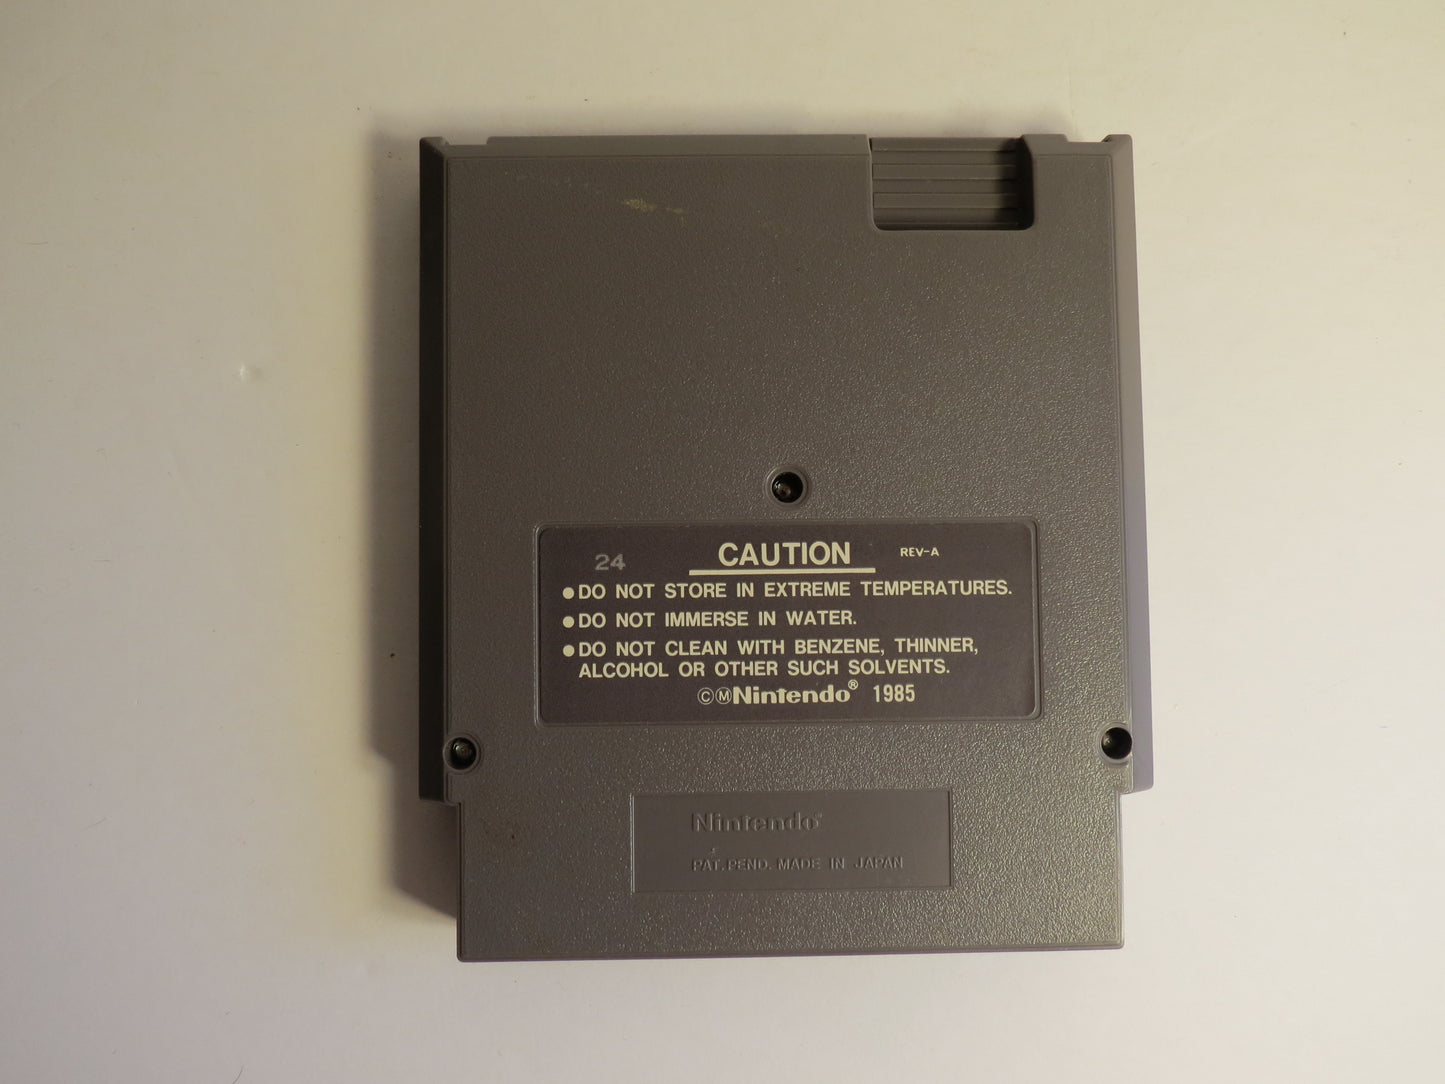 24 CAUTION REV-A
●DO NOT STORE IN EXTREME TEMPERATURES.
●DO NOT IMMERSE IN WATER.
●DO NOT CLEAN WITH BENZENE, THINNER,
ALCOHOL OR OTHER SUCH SOLVENTS.
ⒸⓂNintendo® 1985
Nintendo®
PAT. PEND. MADE IN JAPAN